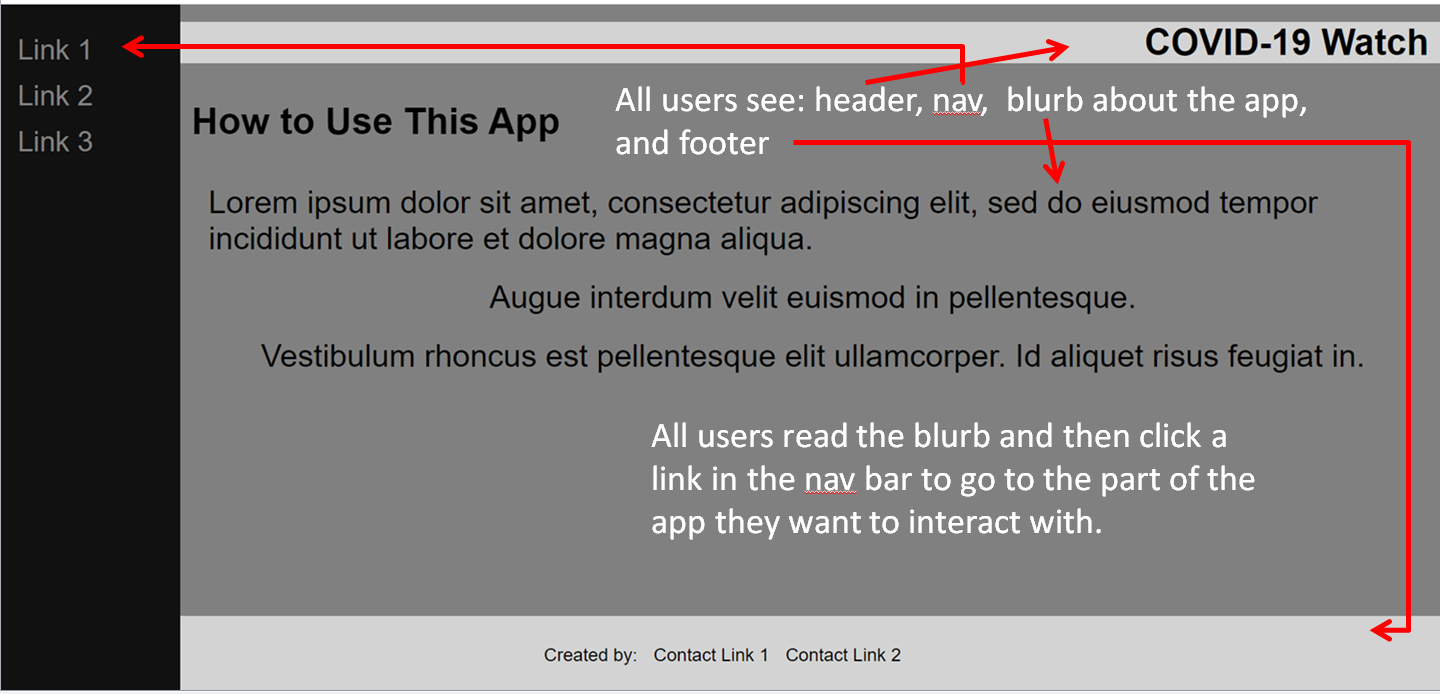 Link 1
Link 2
Link 3
COVID-19 Watch
How to Use This App
All users see: header, nav, blurb about the app,
and footer
Lorem ipsum dolor sit amet, consectetur adipiscing elit, sed do eiusmod tempor
incididunt ut labore et dolore magna aliqua.
Augue interdum velit euismod in pellentesque.
Vestibulum rhoncus est pellentesque elit ullamcorper. Id aliquet risus feugiat in.
All users read the blurb and then click a
link in the nav bar to go to the part of the
app they want to interact with.
Created by: Contact Link 1 Contact Link 2